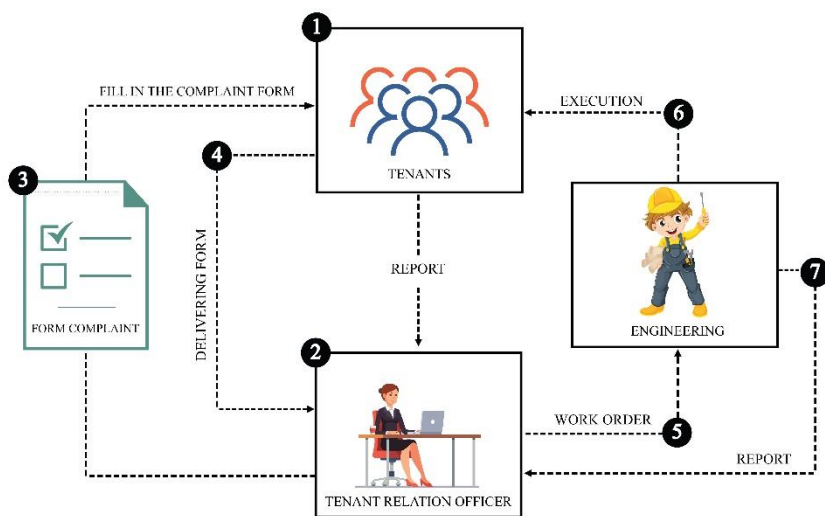 1
FILL IN THE COMPLAINT FORM
EXECUTION
6
4
3
TENANTS
DELIVERING FORM
REPORT
7
FORM COMPLAINT
ENGINEERING
2
WORK ORDER
5
REPORT
TENANT RELATION OFFICER